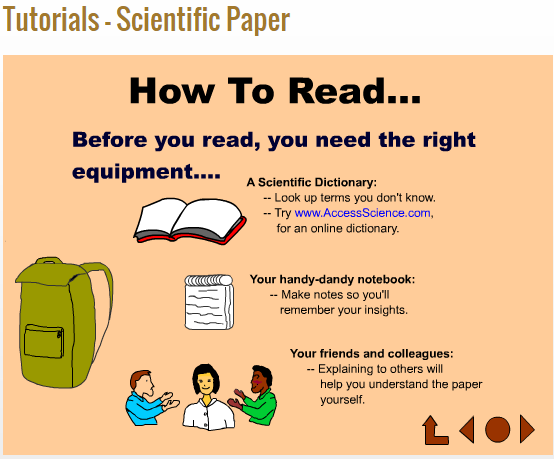 Tutorials - Scientific Paper
How To Read...
Before you read, you need the right
equipment....
A Scientific Dictionary:
-- Look up terms you don't know.
-- Try www.AccessScience.com,
for an online dictionary.
Your handy-dandy notebook:
-- Make notes so you'll
remember your insights.
Your friends and colleagues:
-- Explaining to others will
help you understand the paper
yourself.